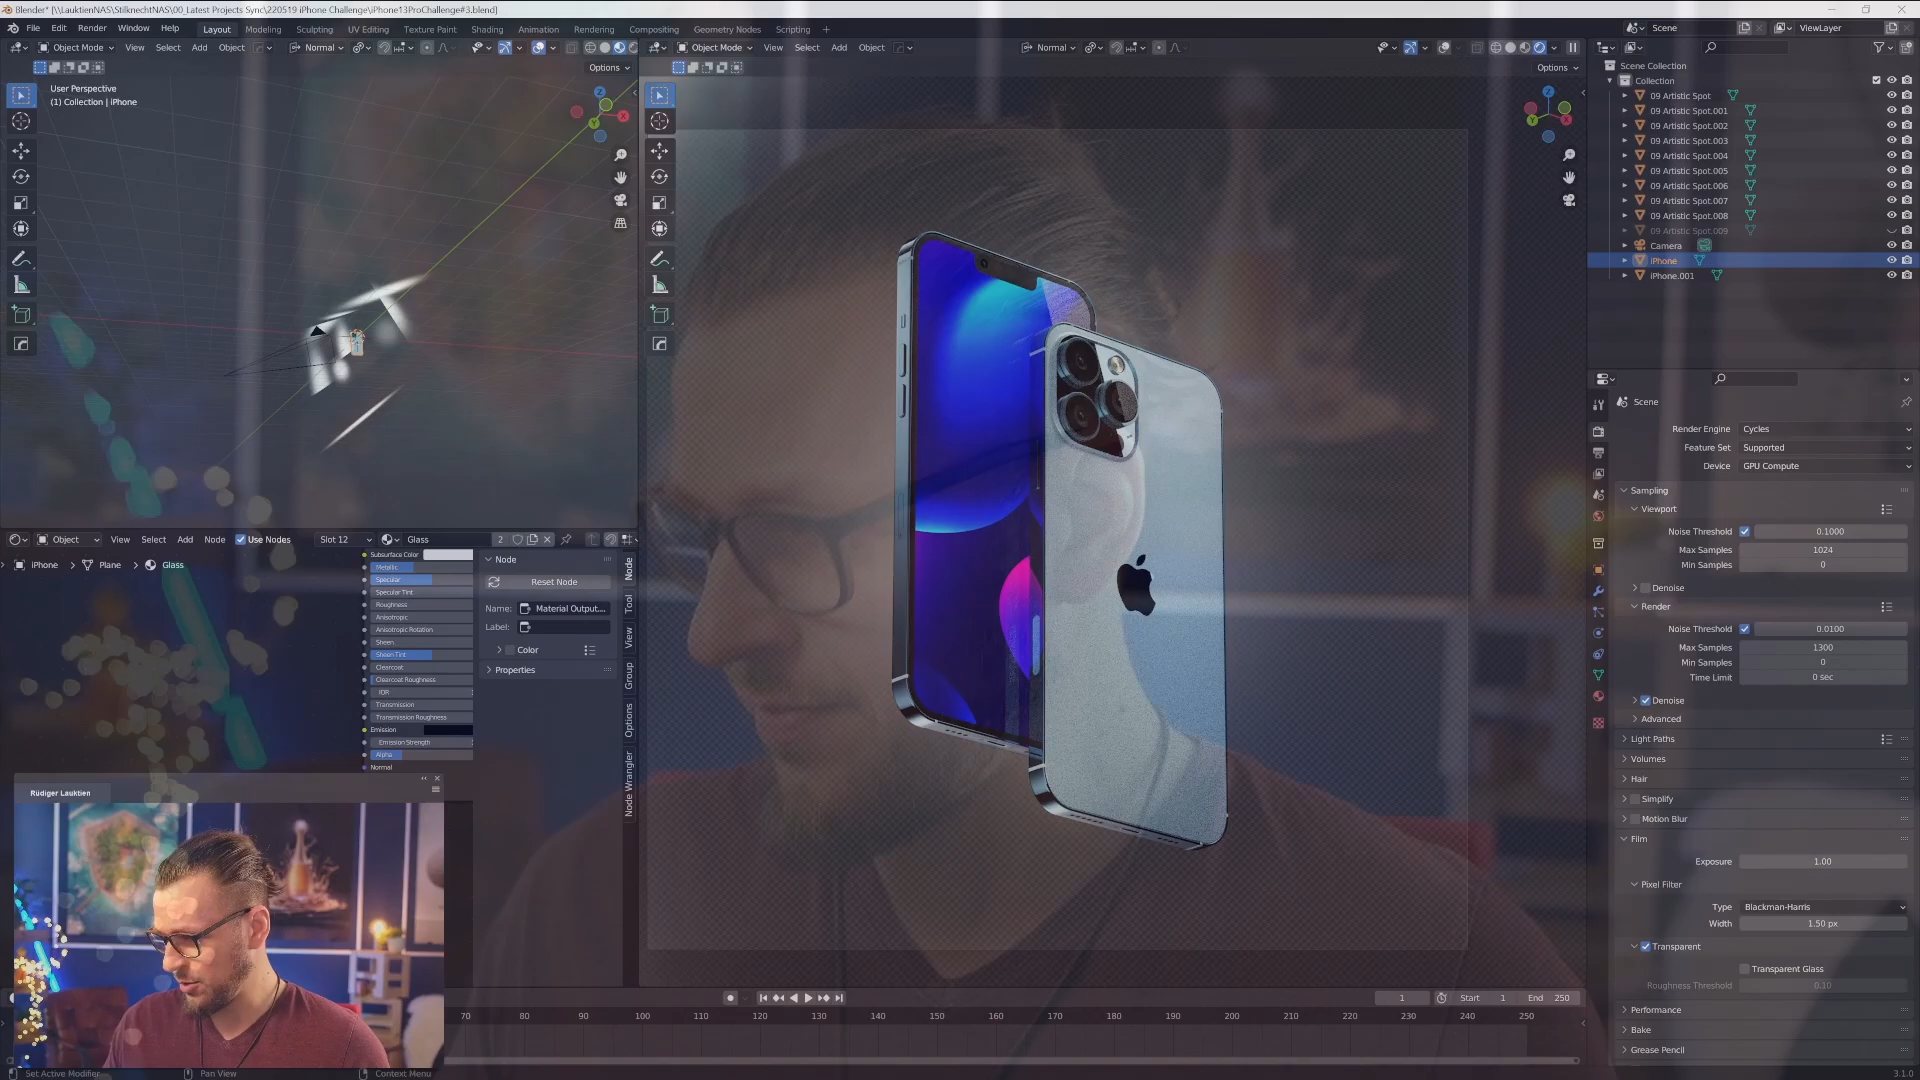 Blender* [\\LauktienNAS\StilknechtNAS\00_Latest Projects Sync\220519 iPhone Challenge\iPhone13ProChallenge#3.blend]
File Edit Render Window Help Layout Modeling Sculpting UV Editing Texture Paint Shading Animation Rendering Compositing Geometry Nodes Scripting + Scene ViewLayer
Object Mode View Select Add Object Normal
Object Mode View Select Add Object Normal
Options
Options
User Perspective
(1) Collection | iPhone
Z
X
Y
Z
X
Y
Scene Collection
Collection
09 Artistic Spot
09 Artistic Spot.001
09 Artistic Spot.002
09 Artistic Spot.003
09 Artistic Spot.004
09 Artistic Spot.005
09 Artistic Spot.006
09 Artistic Spot.007
09 Artistic Spot.008
09 Artistic Spot.009
Camera
iPhone
iPhone.001
Scene
Render Engine Cycles
Feature Set Supported
Device GPU Compute
Sampling
Viewport
Noise Threshold 0.1000
Max Samples 1024
Min Samples 0
Denoise
Render
Noise Threshold 0.0100
Max Samples 1300
Min Samples 0
Time Limit 0 sec
Denoise
Advanced
Light Paths
Volumes
Hair
Simplify
Motion Blur
Film
Exposure 1.00
Pixel Filter
Type Blackman-Harris
Width 1.50 px
Transparent
Transparent Glass
Roughness Threshold 0.10
Performance
Bake
Grease Pencil
Object View Select Add Node Use Nodes Slot 12 Glass 2
iPhone > Plane > Glass
Subsurface Color
Metallic
Specular
Specular Tint
Roughness
Anisotropic
Anisotropic Rotation
Sheen
Sheen Tint
Clearcoat
Clearcoat Roughness
IOR
Transmission
Transmission Roughness
Emission
Emission Strength
Alpha
Normal
Node
Reset Node
Name: Material Output...
Label:
Color
Properties
Node
Tool
View
Group
Options
Node Wrangler
Rüdiger Lauktien
1 Start 1 End 250
70 80 90 100 110 120 130 140 150 160 170 180 190 200 210 220 230 240 250
Set Active Modifier Pan View Context Menu 3.1.0